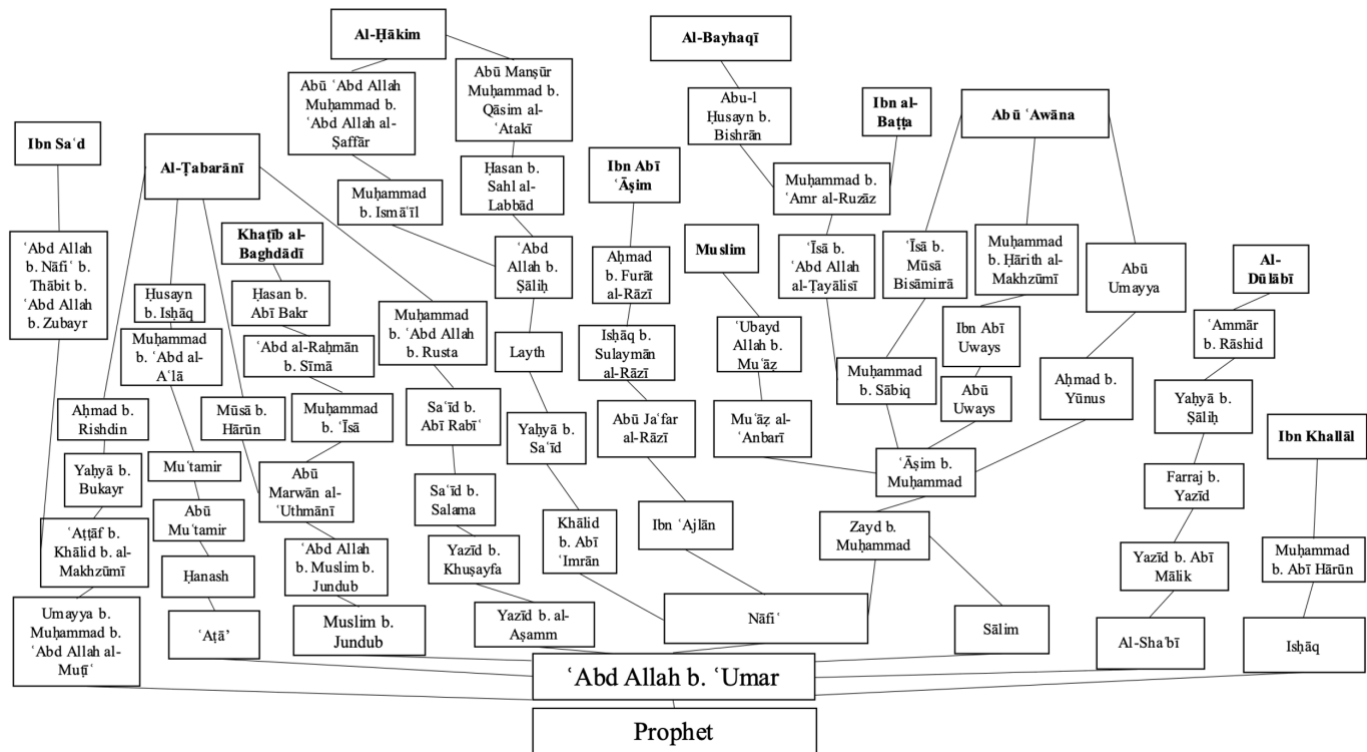 Al-Ḥākim
Al-Bayhaqī
Abū ʿAbd Allah
Muḥammad b.
ʿAbd Allah al-
Ṣaffār
Abū Manṣūr
Muḥammad b.
Qāsim al-
ʿAtakī
Abu-l
Ḥusayn b.
Bishrān
Ibn al-
Baṭṭa
Abū ʿAwāna
Ibn Saʿd
Al-Ṭabarānī
Muḥammad
b. Ismāʿīl
Ḥasan b.
Sahl al-
Labbād
Ibn Abī
ʿĀṣim
Muḥammad b.
ʿAmr al-Ruzāz
Khaṭīb al-
Baghdādī
Muslim
ʿAbd Allah
b. Nāfiʿ b.
Thābit b.
ʿAbd Allah
b. Zubayr
ʿAbd
Allah b.
Ṣāliḥ
Aḥmad
b. Furāt
al-Rāzī
ʿĪsā b.
ʿAbd Allah
al-Ṭayālisī
ʿĪsā b.
Mūsā
Bisāmirrā
Muḥammad
b. Ḥārith al-
Makhzūmī
Abū
Umayya
Al-
Dūlābī
Ḥusayn
b. Isḥāq
Ḥasan b.
Abī Bakr
Muḥammad
b. ʿAbd Allah
b. Rusta
ʿUbayd
Allah b.
Muʿāẓ
Ibn Abī
Uways
ʿAmmār
b. Rāshid
Muḥammad
b. ʿAbd al-
Aʿlā
ʿAbd al-Raḥmān
b. Sīmā
Layth
Isḥāq b.
Sulaymān
al-Rāzī
Muḥammad
b. Sābiq
Abū
Uways
Aḥmad b.
Yūnus
Aḥmad b.
Rishdin
Mūsā b.
Hārūn
Muḥammad
b. ʿĪsā
Saʿīd b.
Abī Rabīʿ
Yaḥyā b.
Saʿīd
Abū Jaʿfar
al-Rāzī
Muʿāẓ al-
ʿAnbarī
Yaḥyā b.
Ṣāliḥ
Ibn Khallāl
Yaḥyā b.
Bukayr
Muʿtamir
Abū
Marwān al-
ʿUthmānī
Saʿīd b.
Salama
ʿĀṣim b.
Muḥammad
Farraj b.
Yazīd
ʿAṭṭāf b.
Khālid b. al-
Makhzūmī
Abū
Muʿtamir
Khālid
b. Abī
ʿImrān
Ibn ʿAjlān
Zayd b.
Muḥammad
Ḥanash
ʿAbd Allah
b. Muslim b.
Jundub
Yazīd b.
Khuṣayfa
Yazīd b. Abī
Mālik
Muḥammad
b. Abī Hārūn
Umayya b.
Muḥammad b.
ʿAbd Allah al-
Muṭīʿ
ʿAṭāʾ
Muslim b.
Jundub
Yazīd b. al-
Aṣamm
Nāfiʿ
Sālim
Al-Shaʿbī
Isḥāq
ʿAbd Allah b. ʿUmar
Prophet